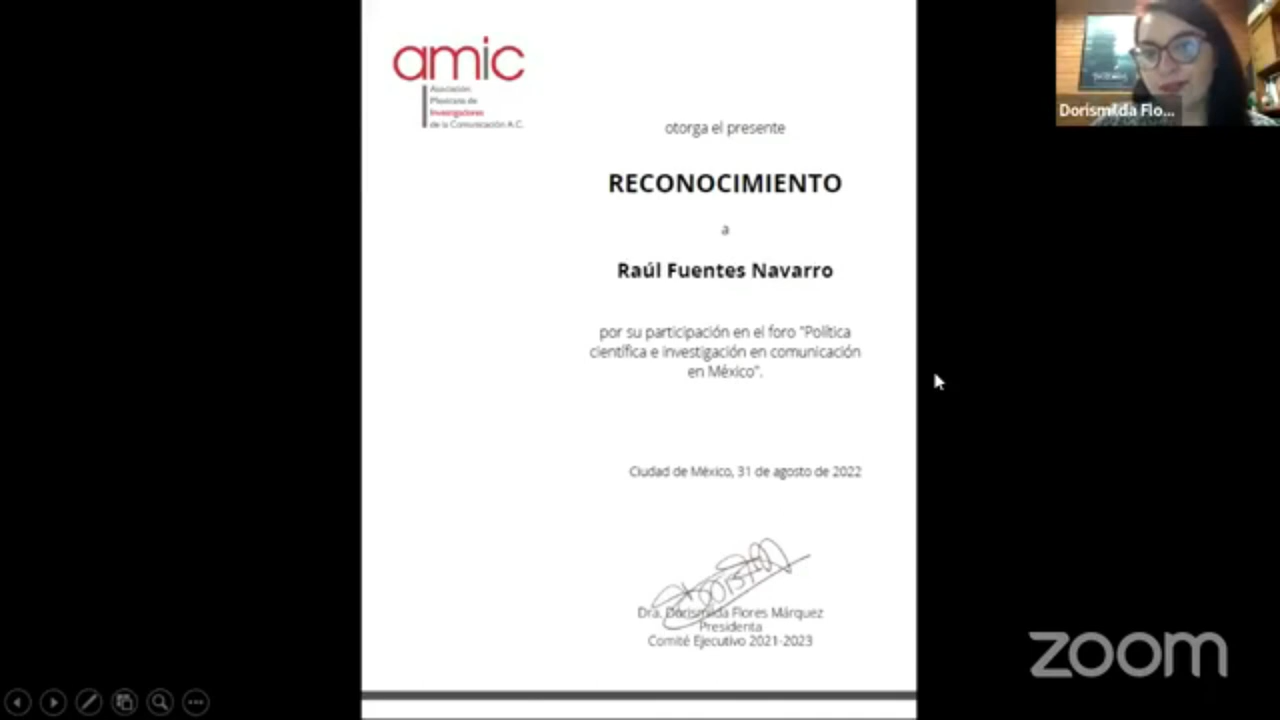 amic
Asociación
Mexicana de
Investigadores
de la Comunicación A.C.
otorga el presente
RECONOCIMIENTO
a
Raúl Fuentes Navarro
por su participación en el foro "Política
científica e investigación en comunicación
en México".
Ciudad de México, 31 de agosto de 2022
Dra. Dorismilda Flores Márquez
Presidenta
Comité Ejecutivo 2021-2023
Dorismilda Flo...
zoom